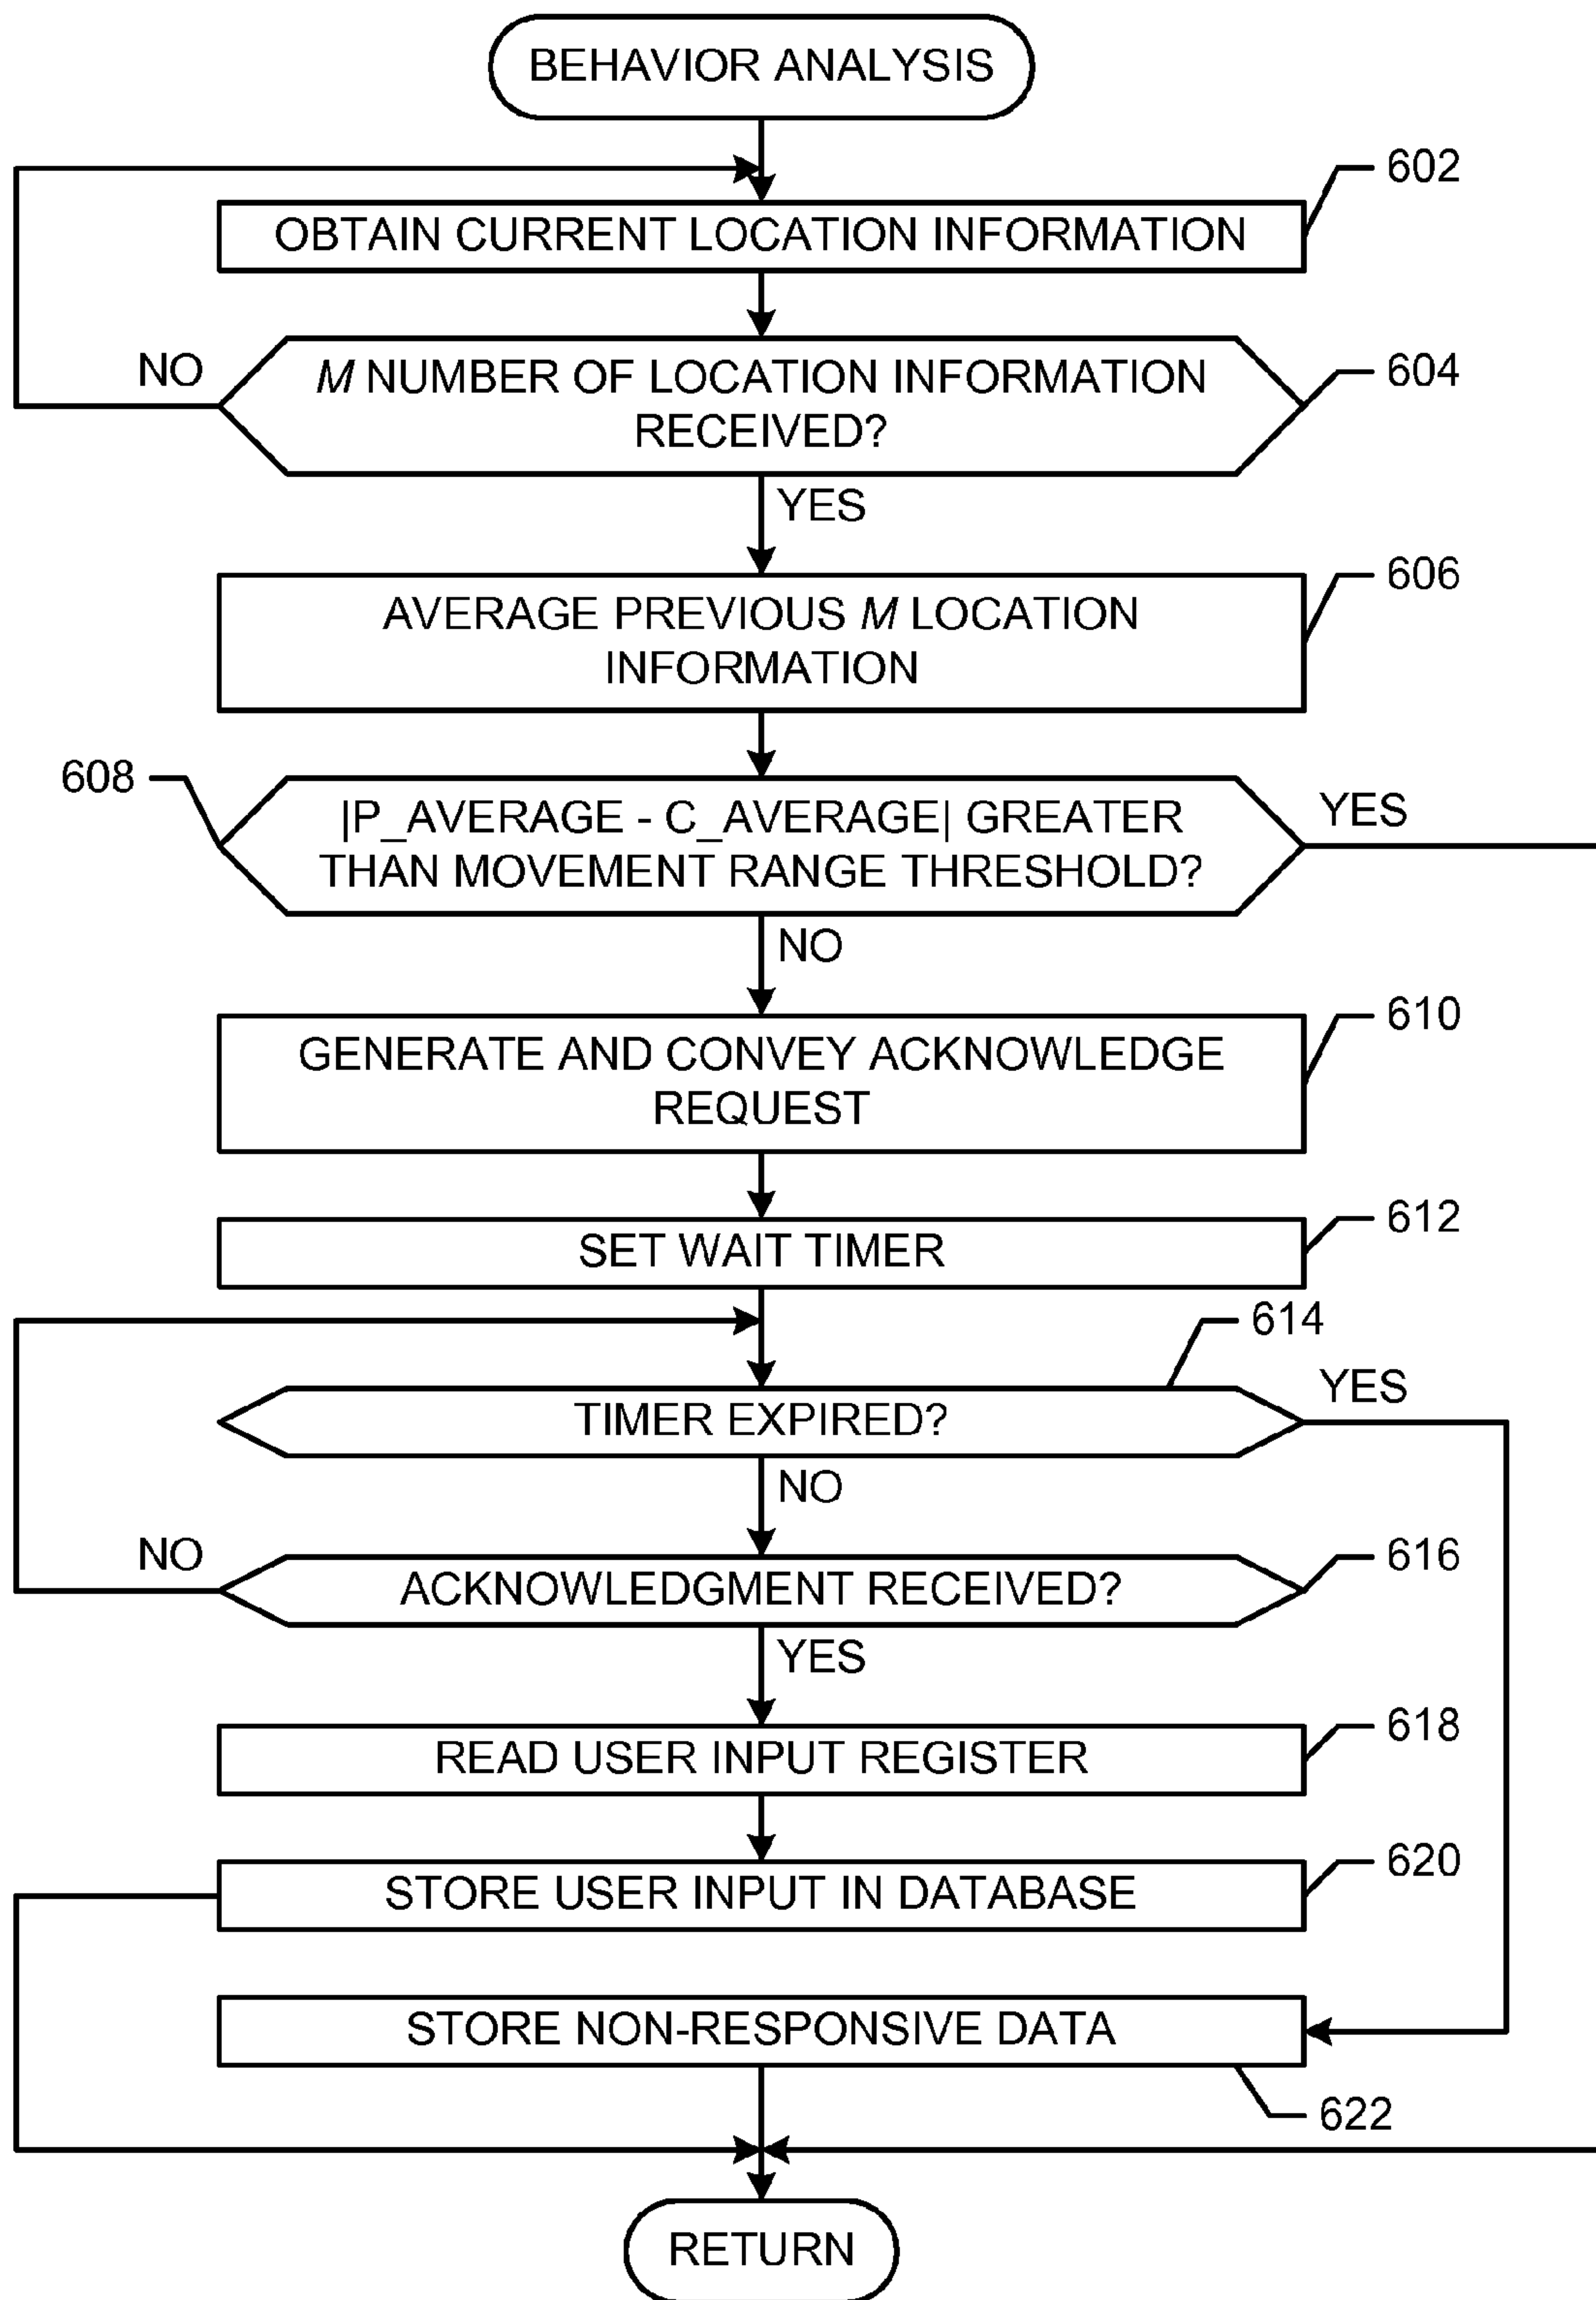 BEHAVIOR ANALYSIS
602
OBTAIN CURRENT LOCATION INFORMATION
NO
M NUMBER OF LOCATION INFORMATION
RECEIVED?
604
YES
606
AVERAGE PREVIOUS M LOCATION
INFORMATION
608
|P_AVERAGE - C_AVERAGE| GREATER
THAN MOVEMENT RANGE THRESHOLD?
YES
NO
610
GENERATE AND CONVEY ACKNOWLEDGE
REQUEST
612
SET WAIT TIMER
614
TIMER EXPIRED?
YES
NO
NO
616
ACKNOWLEDGMENT RECEIVED?
YES
618
READ USER INPUT REGISTER
620
STORE USER INPUT IN DATABASE
STORE NON-RESPONSIVE DATA
622
RETURN